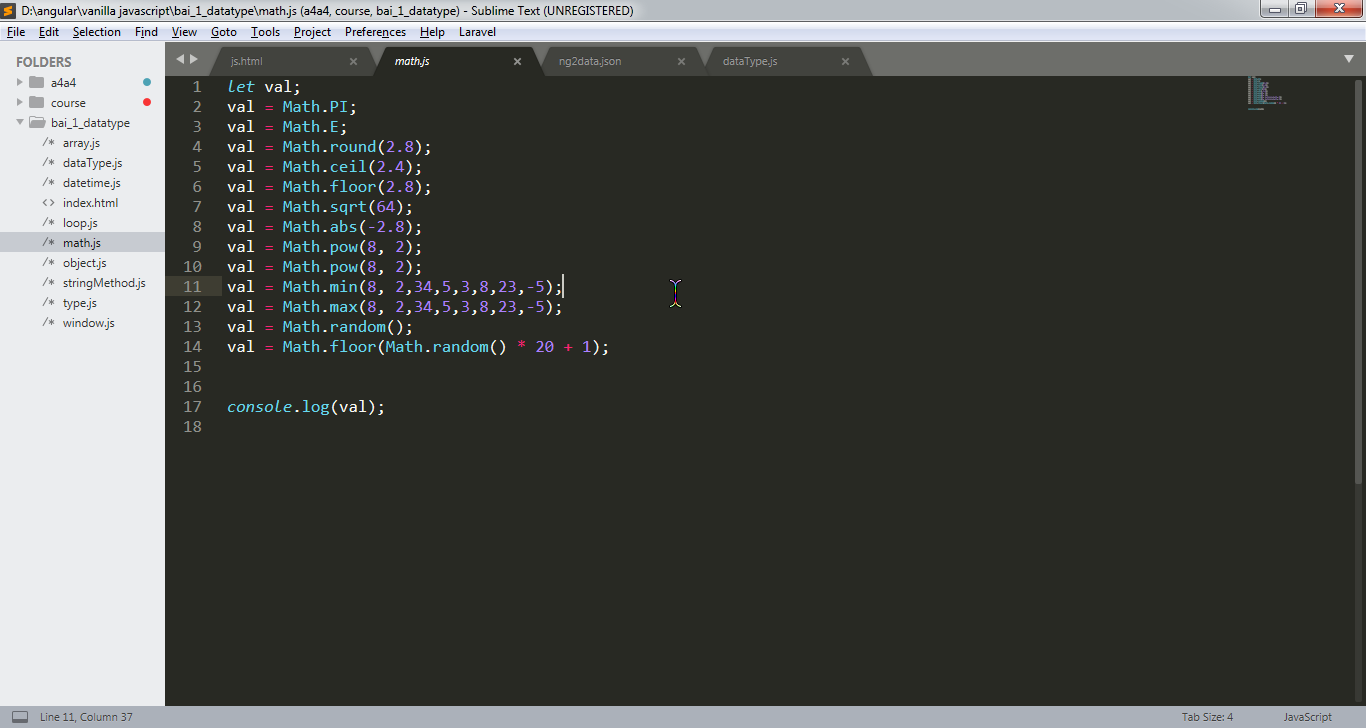 D:\angular\vanilla javascript\bai_1_datatype\math.js (a4a4, course, bai_1_datatype) - Sublime Text (UNREGISTERED)
File Edit Selection Find View Goto Tools Project Preferences Help Laravel
FOLDERS
a4a4
course
bai_1_datatype
/* array.js
/* dataType.js
/* datetime.js
<> index.html
/* loop.js
/* math.js
/* object.js
/* stringMethod.js
/* type.js
/* window.js
js.html × math.js × ng2data.json × dataType.js ×
1 let val;
2 val = Math.PI;
3 val = Math.E;
4 val = Math.round(2.8);
5 val = Math.ceil(2.4);
6 val = Math.floor(2.8);
7 val = Math.sqrt(64);
8 val = Math.abs(-2.8);
9 val = Math.pow(8, 2);
10 val = Math.pow(8, 2);
11 val = Math.min(8, 2,34,5,3,8,23,-5);
12 val = Math.max(8, 2,34,5,3,8,23,-5);
13 val = Math.random();
14 val = Math.floor(Math.random() * 20 + 1);
15
16
17 console.log(val);
18
Line 11, Column 37 Tab Size: 4 JavaScript